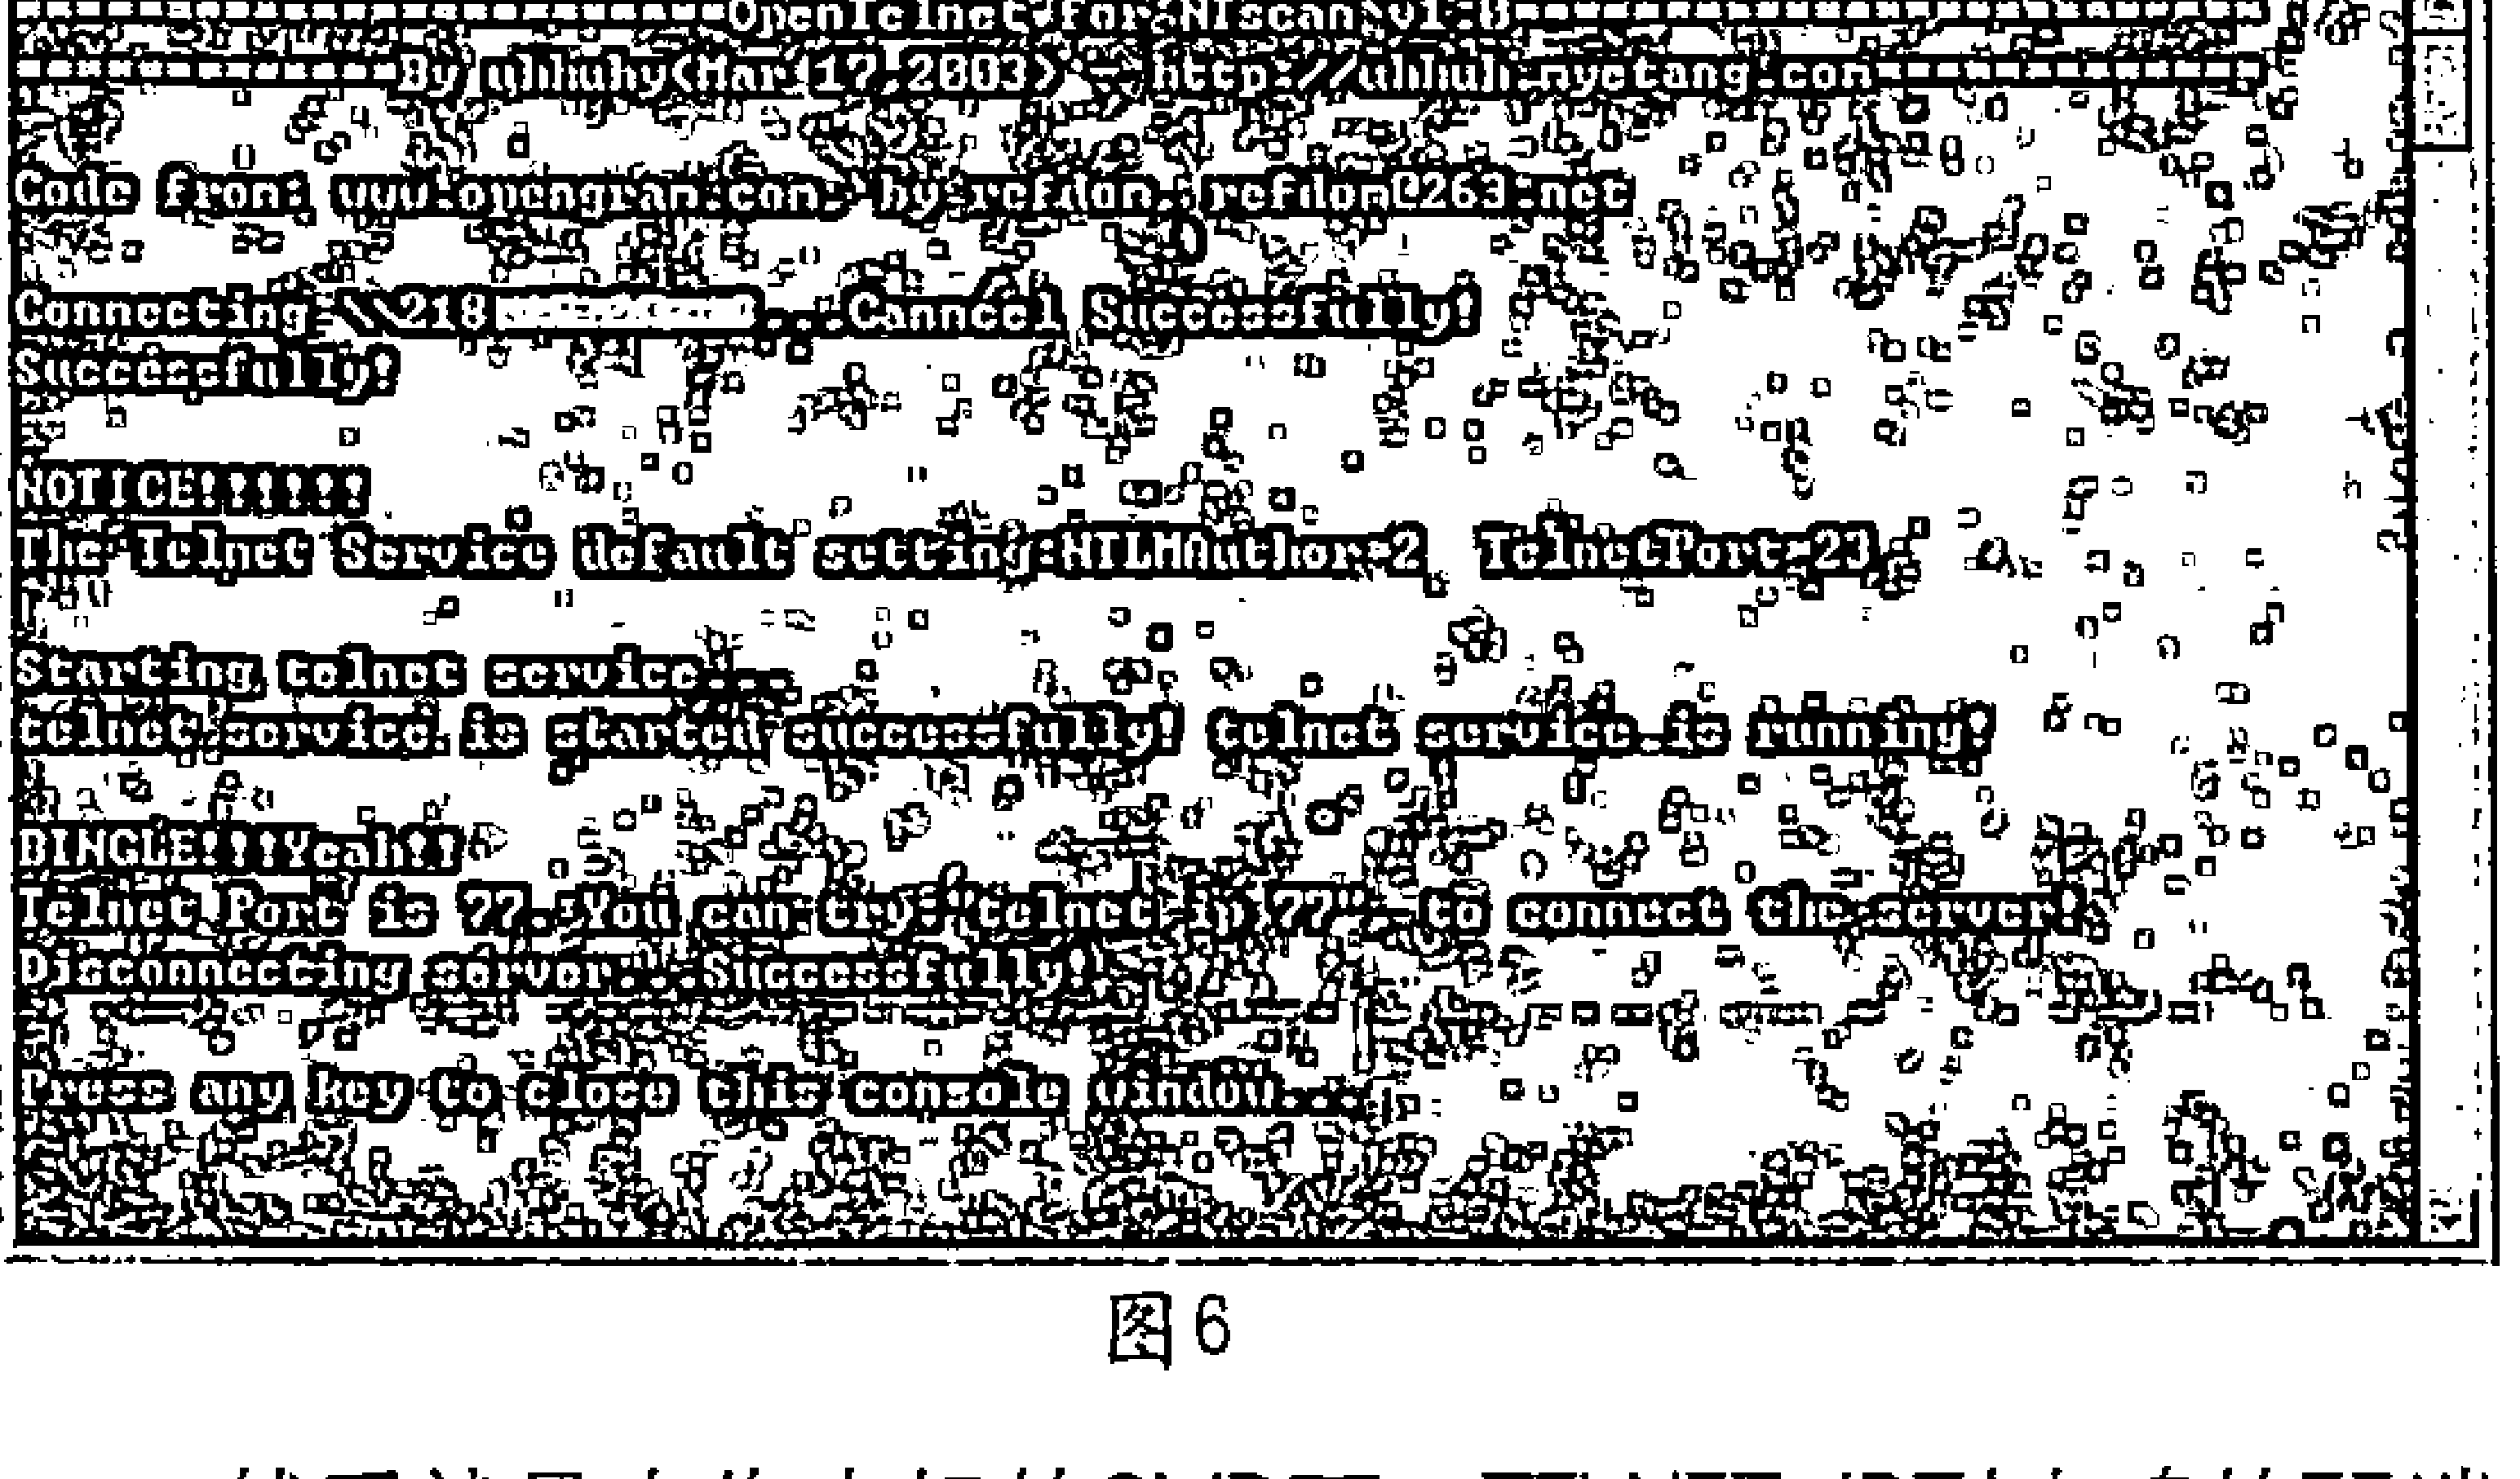 OpenTelnet for NTscan v1.0
By uhhuhy(Mar 17,2003) - http://uhhuh.myetang.com
Code from: www.opengram.com by refdom refdom@263.net
Connecting \\218 ...Connect Successfully!
Successfully!
NOTICE!!!!!!
The Telnet Service default setting:NTLMAuthor=2 TelnetPort=23
Starting telnet service...
telnet service is started successfully! telnet service is running!
BINGLE!!!Yeah!!
Telnet Port is 77. You can try: "telnet ip 77" to connect the server!
Disconnecting server...Successfully!
Press any key to close this console window...
图6